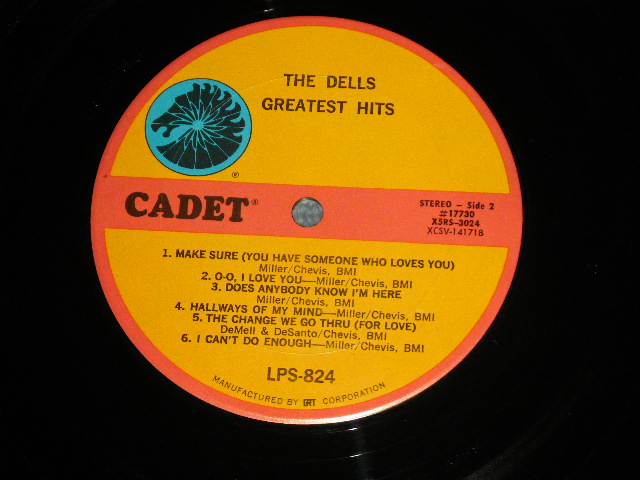 THE DELLS
GREATEST HITS
®
CADET®
STEREO – Side 2
#17730
X5RS-3024
XCSV-141718
1. MAKE SURE (YOU HAVE SOMEONE WHO LOVES YOU)
Miller/Chevis, BMI
2. O-O, I LOVE YOU—Miller/Chevis, BMI
3. DOES ANYBODY KNOW I'M HERE
Miller/Chevis, BMI
4. HALLWAYS OF MY MIND—Miller/Chevis, BMI
5. THE CHANGE WE GO THRU (FOR LOVE)
DeMell & DeSanto/Chevis, BMI
6. I CAN'T DO ENOUGH—Miller/Chevis, BMI
LPS-824
MANUFACTURED BY GRT CORPORATION